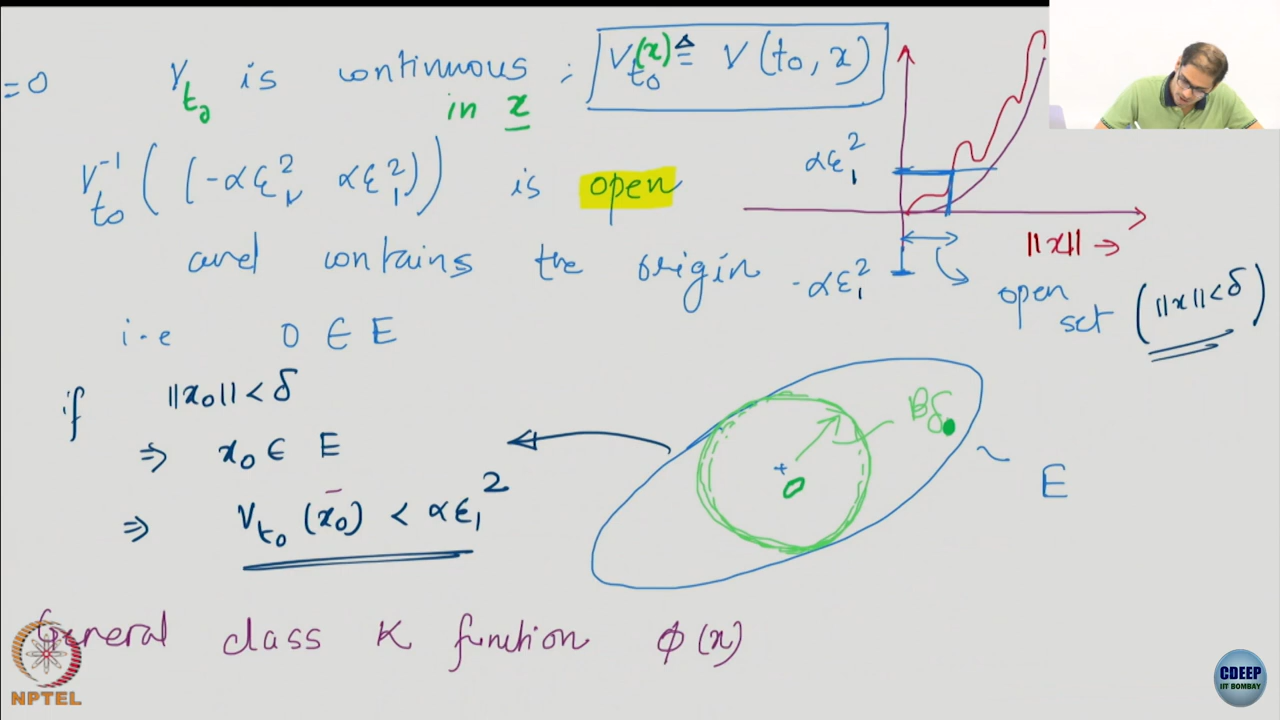 =0 V_{t_0} is continuous in x ; V_{t_0}(x) ≜ V(t_0, x)
V_{t_0}^{-1} ( (-αε_1^2, αε_1^2) ) is open
and contains the origin
i.e 0 ∈ E
if ||x_0|| < δ
⇒ x_0 ∈ E
⇒ V_{t_0}(x_0) < αε_1^2
General class K function φ(x)
αε_1^2
||x|| →
-αε_1^2
open set (||x|| < δ)
B_δ
0
E
NPTEL
CDEEP
IIT BOMBAY